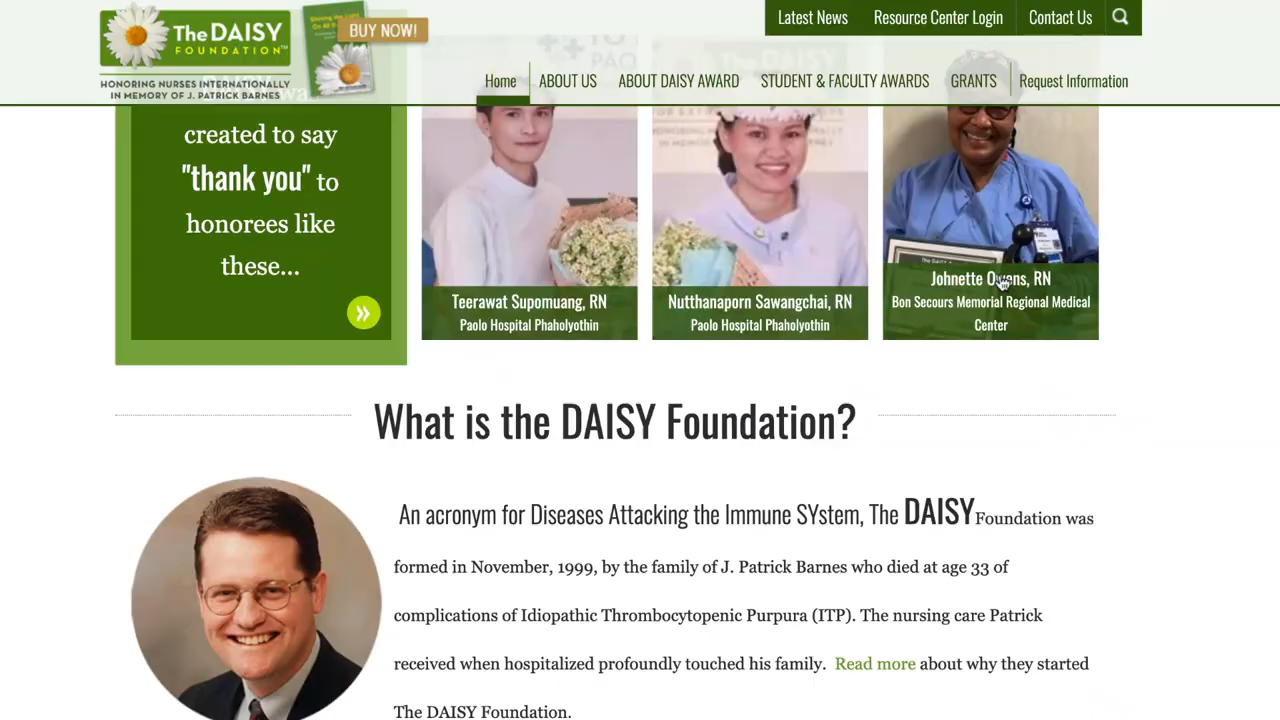 The DAISY
FOUNDATION™
HONORING NURSES INTERNATIONALLY
IN MEMORY OF J. PATRICK BARNES
BUY NOW!
Latest News
Resource Center Login
Contact Us
Home
ABOUT US
ABOUT DAISY AWARD
STUDENT & FACULTY AWARDS
GRANTS
Request Information
created to say
"thank you" to
honorees like
these...
»
Teerawat Supomuang, RN
Paolo Hospital Phaholyothin
Nutthanaporn Sawangchai, RN
Paolo Hospital Phaholyothin
Johnette Owens, RN
Bon Secours Memorial Regional Medical
Center
What is the DAISY Foundation?
An acronym for Diseases Attacking the Immune SYstem, The DAISY Foundation was
formed in November, 1999, by the family of J. Patrick Barnes who died at age 33 of
complications of Idiopathic Thrombocytopenic Purpura (ITP). The nursing care Patrick
received when hospitalized profoundly touched his family. Read more about why they started
The DAISY Foundation.